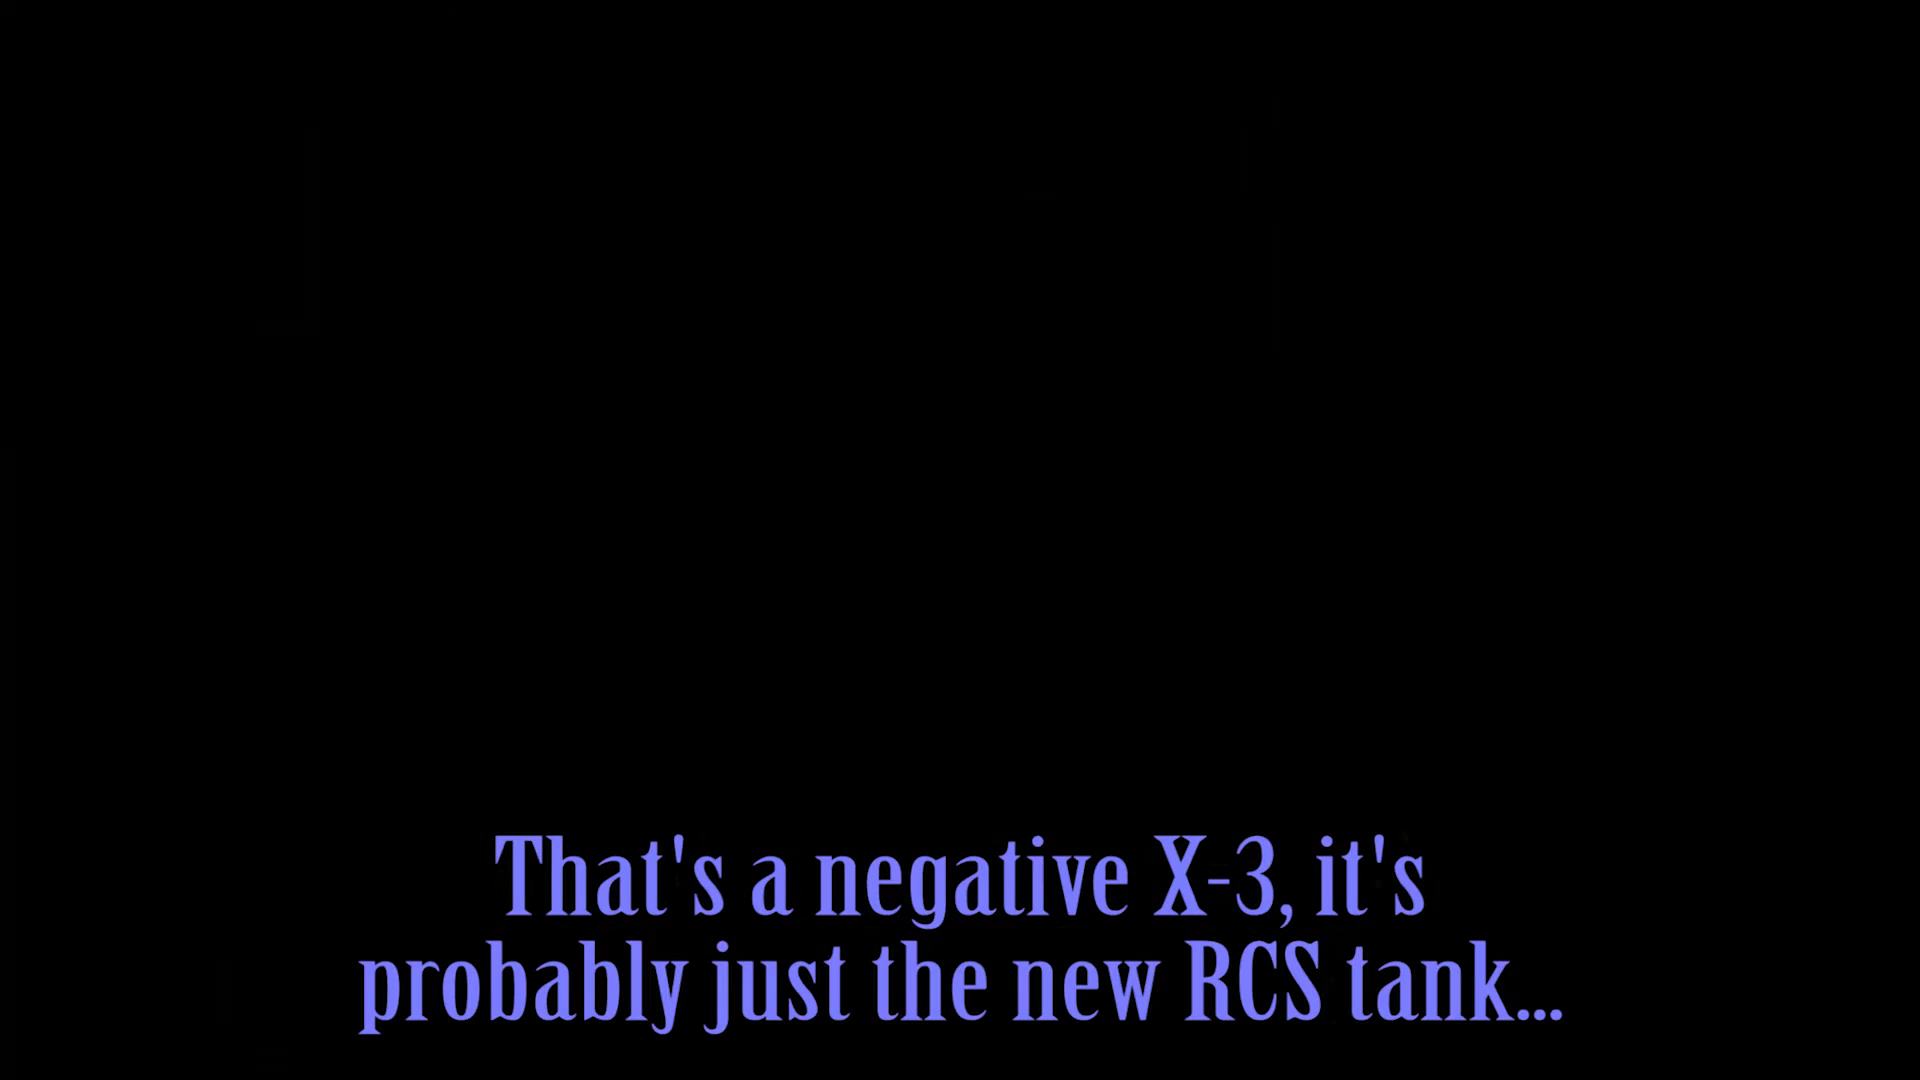 That's a negative X-3, it's
probably just the new RCS tank...